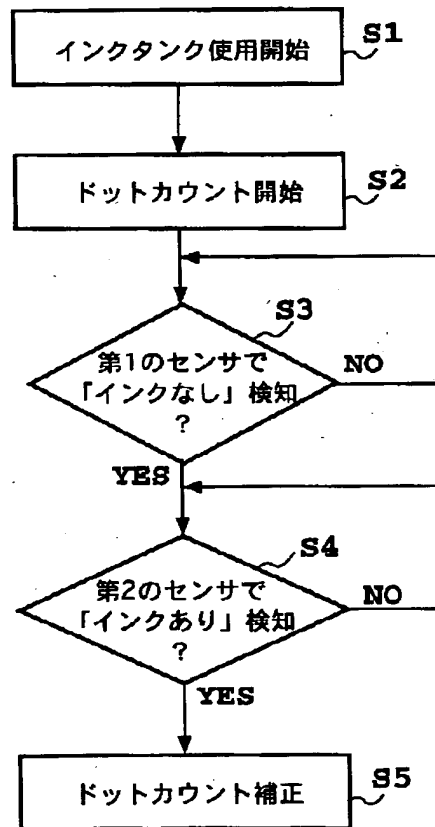 インクタンク使用開始
S1
ドットカウント開始
S2
S3
第1のセンサで
「インクなし」検知
?
NO
YES
S4
第2のセンサで
「インクあり」検知
?
NO
YES
ドットカウント補正
S5